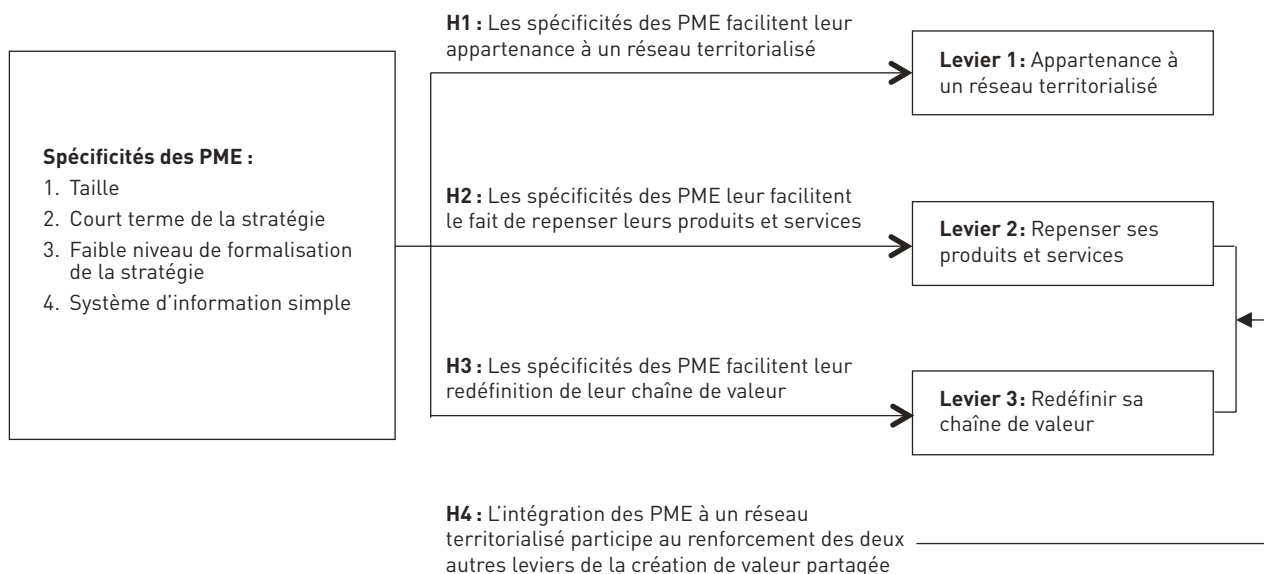 H1 : Les spécificités des PME facilitent leur
appartenance à un réseau territorialisé
Levier 1 : Appartenance à
un réseau territorialisé
Spécificités des PME :
1. Taille
2. Court terme de la stratégie
3. Faible niveau de formalisation
de la stratégie
4. Système d'information simple
H2 : Les spécificités des PME leur facilitent
le fait de repenser leurs produits et services
Levier 2 : Repenser ses
produits et services
H3 : Les spécificités des PME facilitent leur
redéfinition de leur chaîne de valeur
Levier 3 : Redéfinir sa
chaîne de valeur
H4 : L'intégration des PME à un réseau
territorialisé participe au renforcement des deux
autres leviers de la création de valeur partagée